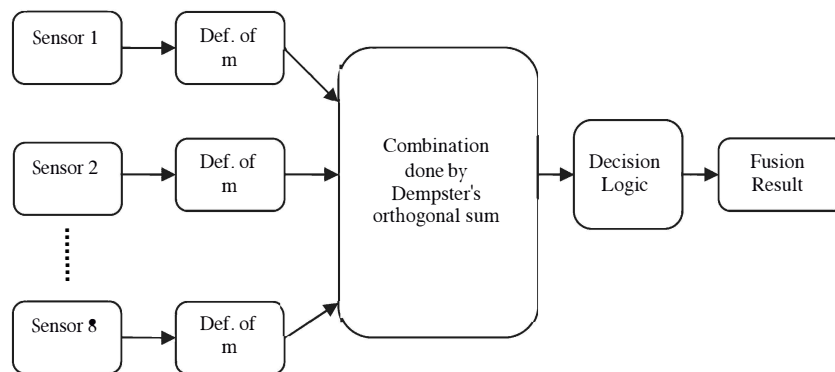 Sensor 1
Def. of
m
Sensor 2
Def. of
m
Sensor 8
Def. of
m
Combination
done by
Dempster's
orthogonal sum
Decision
Logic
Fusion
Result